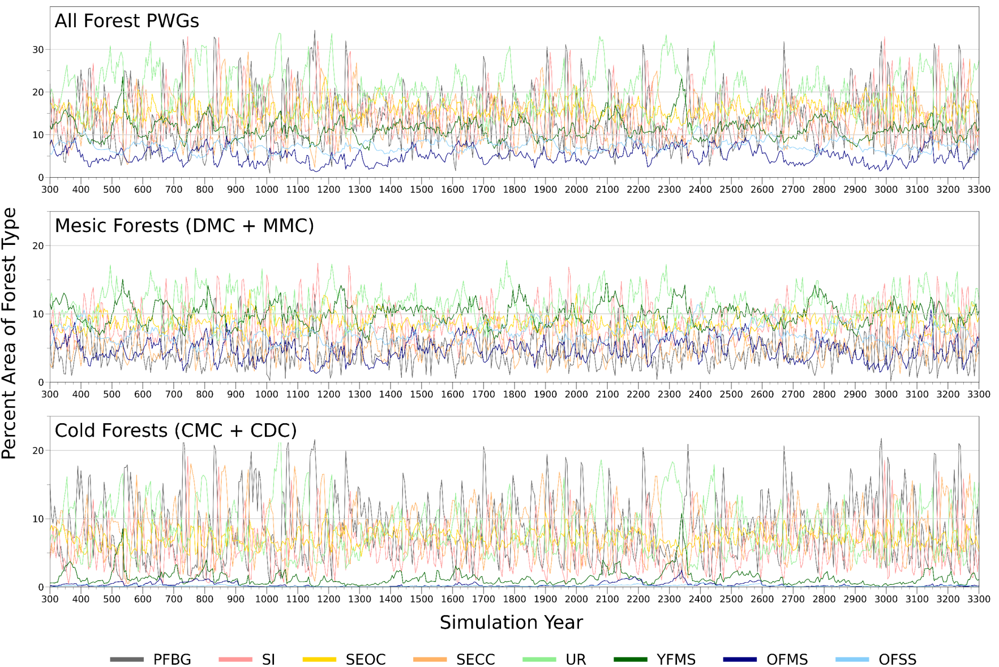 All Forest PWGs
30
20
10
0
300 400 500 600 700 800 900 1000 1100 1200 1300 1400 1500 1600 1700 1800 1900 2000 2100 2200 2300 2400 2500 2600 2700 2800 2900 3000 3100 3200 3300
Percent Area of Forest Type
Mesic Forests (DMC + MMC)
20
10
0
300 400 500 600 700 800 900 1000 1100 1200 1300 1400 1500 1600 1700 1800 1900 2000 2100 2200 2300 2400 2500 2600 2700 2800 2900 3000 3100 3200 3300
Cold Forests (CMC + CDC)
20
10
0
300 400 500 600 700 800 900 1000 1100 1200 1300 1400 1500 1600 1700 1800 1900 2000 2100 2200 2300 2400 2500 2600 2700 2800 2900 3000 3100 3200 3300
Simulation Year
PFBG SI SEOC SECC UR YFMS OFMS OFSS